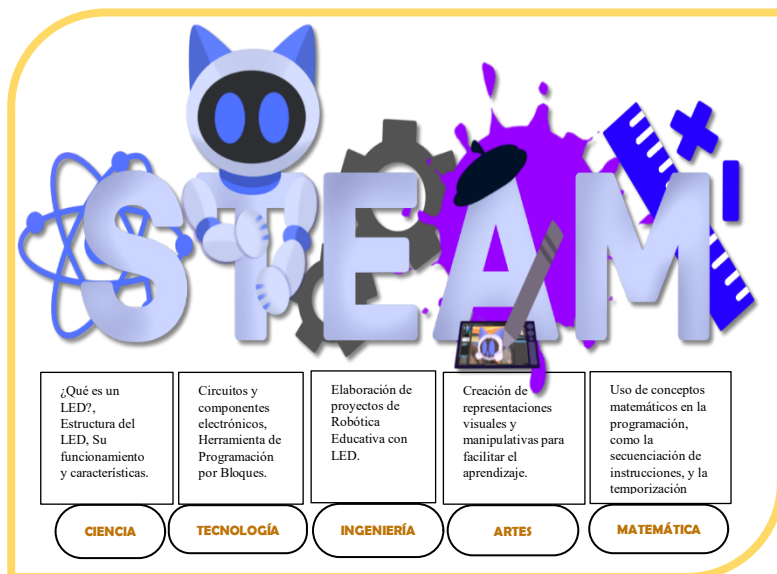 STEAM
¿Qué es un
LED?,
Estructura del
LED, Su
funcionamiento
y características.
Circuitos y
componentes
electrónicos,
Herramienta de
Programación
por Bloques.
Elaboración de
proyectos de
Robótica
Educativa con
LED.
Creación de
representaciones
visuales y
manipulativas para
facilitar el
aprendizaje.
Uso de conceptos
matemáticos en la
programación,
como la
secuenciación de
instrucciones, y la
temporización
CIENCIA
TECNOLOGÍA
INGENIERÍA
ARTES
MATEMÁTICA